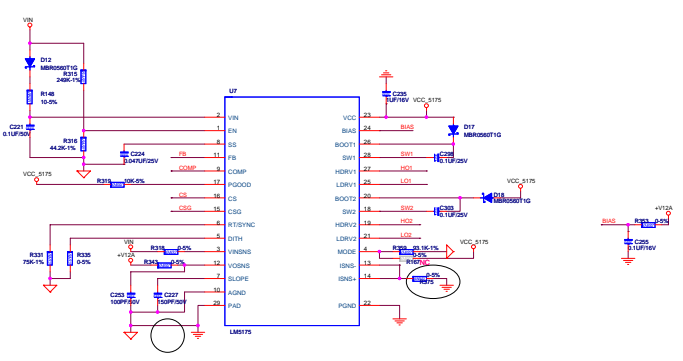 VIN
D12
MBR0560T1G
R315
249K-1%
R148
10-5%
C221
0.1UF/50V
R316
44.2K-1%
C224
0.047UF/25V
VCC_5175
R319 10K-5%
FB
COMP
CS
CSG
R331
75K-1%
R335
0-5%
VIN
+V12A
R318 0-5%
R343 0-5%
C253
100PF/50V
C227
150PF/50V
U7
2 VIN
1 EN
8 SS
11 FB
9 COMP
17 PGOOD
16 CS
15 CSG
6 RT/SYNC
5 DITH
3 VINSNS
12 VOSNS
7 SLOPE
10 AGND
29 PAD
LM5175
VCC 23
BIAS 24
BOOT1 26
SW1 28
HDRV1 27
LDRV1 25
BOOT2 20
SW2 18
HDRV2 19
LDRV2 21
MODE 4
ISNS- 13
ISNS+ 14
PGND 22
C235
1UF/16V
VCC_5175
BIAS
D17
MBR0560T1G
SW1
0.1UF/25V
HO1
LO1
D18
MBR0560T1G
VCC_5175
SW2
C303
0.1UF/25V
HO2
LO2
93.1K-1%
0-5%
VCC_5175
NC
0-5%
R375
BIAS
R353 0-5%
+V12A
C255
0.1UF/16V